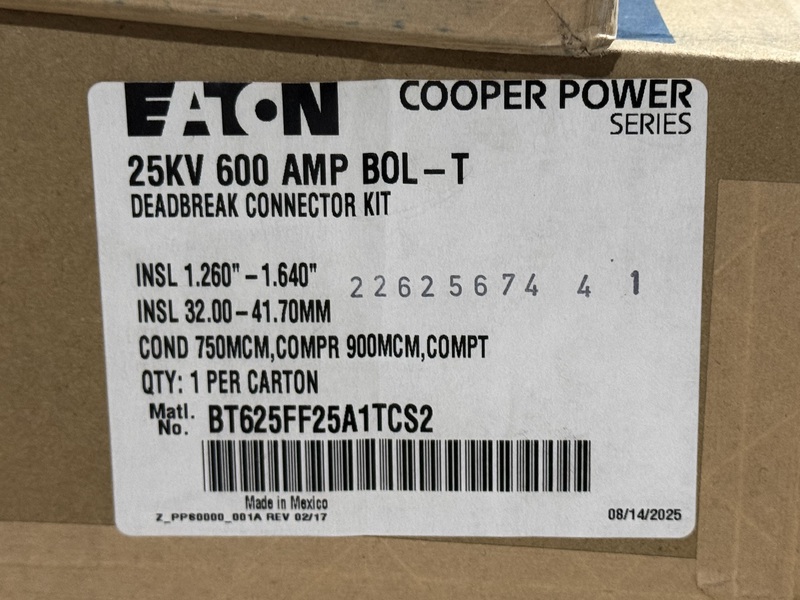 EATON
COOPER POWER
SERIES
25KV 600 AMP BOL-T
DEADBREAK CONNECTOR KIT
INSL 1.260" - 1.640"
22625674 4 1
INSL 32.00-41.70MM
COND 750MCM,COMPR 900MCM,COMPT
QTY: 1 PER CARTON
Matl. No. BT625FF25A1TCS2
Made in Mexico
Z_PP60000_001A REV 02/17
08/14/2025